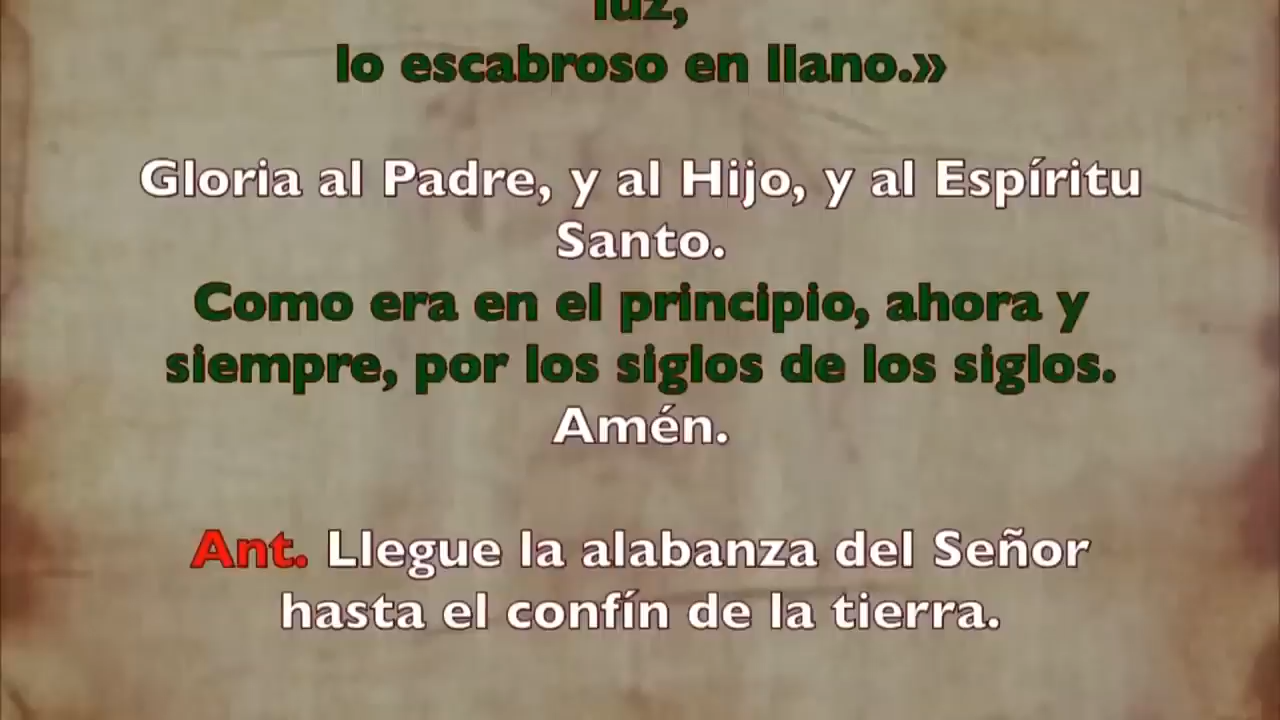 luz,
lo escabroso en llano.»
Gloria al Padre, y al Hijo, y al Espíritu
Santo.
Como era en el principio, ahora y
siempre, por los siglos de los siglos.
Amén.
Ant. Llegue la alabanza del Señor
hasta el confín de la tierra.